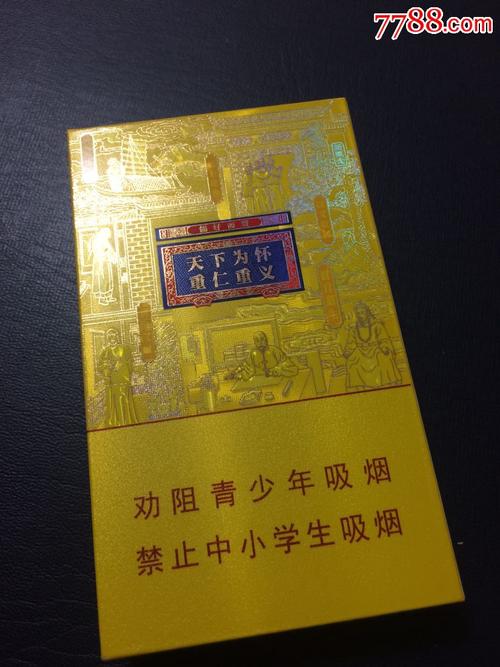 7788.com
天下为怀
重仁重义
劝阻青少年吸烟
禁止中小学生吸烟